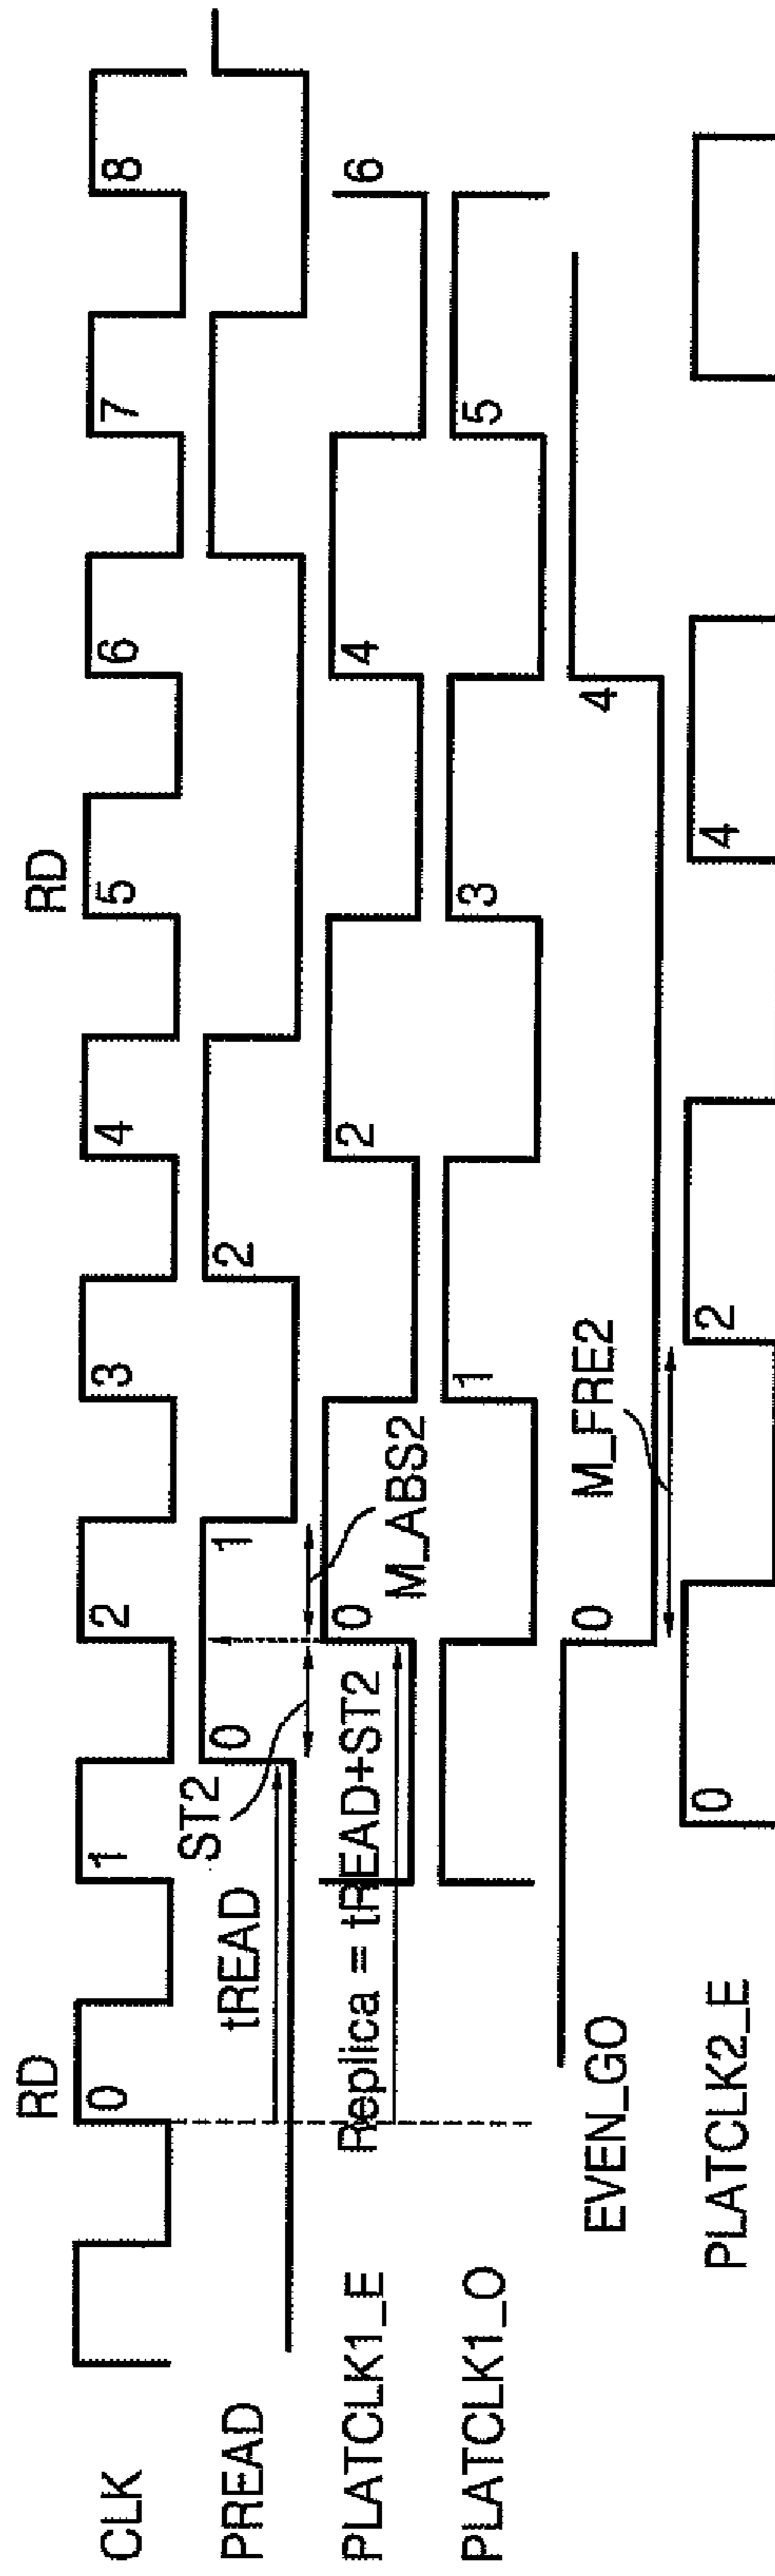 RD RD
CLK 0 1 2 3 4 5 6 7 8
tREAD ST2
PREAD 0 1 2
Replica = tREAD+ST2 M_ABS2
PLATCLK1_E 0 2 4 6
PLATCLK1_O 1 3 5
M_FRE2
EVEN_GO 0 4
PLATCLK2_E 0 2 4